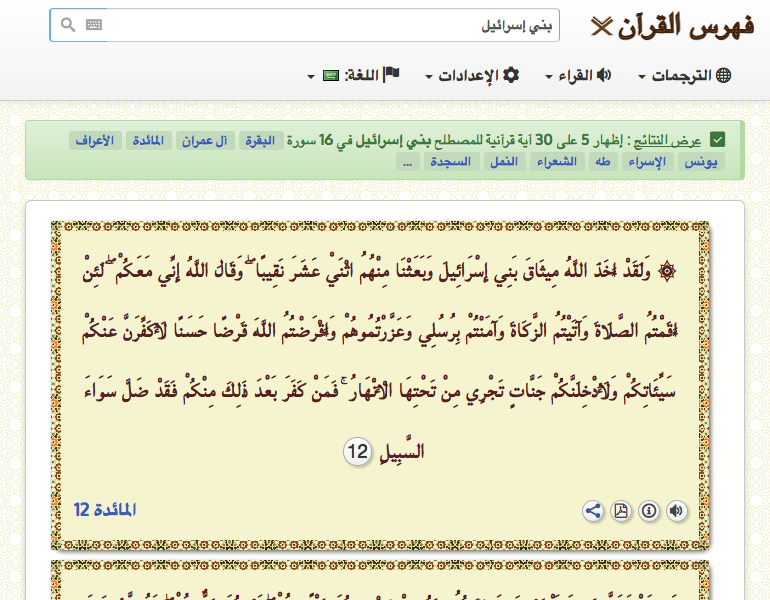 فهرس القرآن
بني إسرائيل
الترجمات القراء الإعدادات اللغة:
عرض النتائج : إظهار 5 على 30 آية قرآنية للمصطلح بني إسرائيل في 16 سورة البقرة آل عمران المائدة الأعراف
يونس الإسراء طه الشعراء النمل السجدة ...
۞ وَلَقَدْ أَخَذَ اللَّهُ مِيثَاقَ بَنِي إِسْرَائِيلَ وَبَعَثْنَا مِنْهُمُ اثْنَيْ عَشَرَ نَقِيبًا ۖ وَقَالَ اللَّهُ إِنِّي مَعَكُمْ ۖ لَئِنْ
أَقَمْتُمُ الصَّلَاةَ وَآتَيْتُمُ الزَّكَاةَ وَآمَنْتُمْ بِرُسُلِي وَعَزَّرْتُمُوهُمْ وَأَقْرَضْتُمُ اللَّهَ قَرْضًا حَسَنًا لَأُكَفِّرَنَّ عَنْكُمْ
سَيِّئَاتِكُمْ وَلَأُدْخِلَنَّكُمْ جَنَّاتٍ تَجْرِي مِنْ تَحْتِهَا الْأَنْهَارُ ۚ فَمَنْ كَفَرَ بَعْدَ ذَٰلِكَ مِنْكُمْ فَقَدْ ضَلَّ سَوَاءَ
السَّبِيلِ 12
المائدة 12